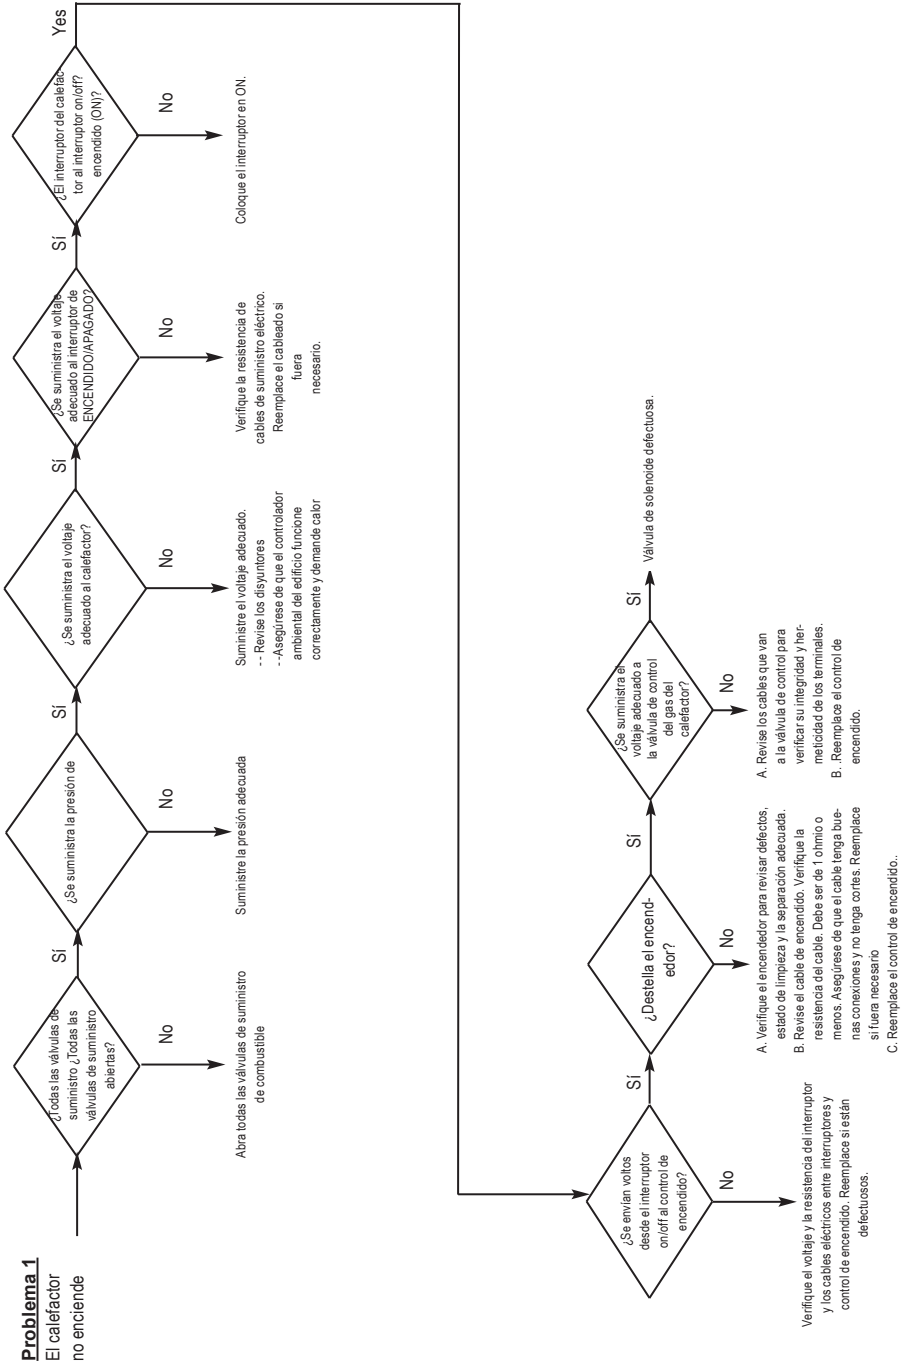 Problema 1
El calefactor
no enciende
¿Todas las válvulas de
suministro ¿Todas las
válvulas de suministro
abiertas?
Sí
No
Abra todas las válvulas de suministro
de combustible
¿Se suministra la presión de
Sí
No
Suministre la presión adecuada
¿Se suministra el voltaje
adecuado al calefactor?
Sí
No
Suministre el voltaje adecuado.
- - Revise los disyuntores
- -Asegúrese de que el controlador
ambiental del edificio funcione
correctamente y demande calor
¿Se suministra el voltaje
adecuado al interruptor de
ENCENDIDO/APAGADO?
Sí
No
Verifique la resistencia de
cables de suministro eléctrico.
Reemplace el cableado si
fuera
necesario.
¿El interruptor del calefac
tor al interruptor on/off?
encendido (ON)?
Yes
No
Coloque el interruptor en ON.
¿Se envían voltos
desde el interruptor
on/off al control de
encendido?
Sí
No
Verifique el voltaje y la resistencia del interruptor
y los cables eléctricos entre interruptores y
control de encendido. Reemplace si están
defectuosos.
¿Destella el encend-
edor?
Sí
No
A. Verifique el encendedor para revisar defectos,
estado de limpieza y la separación adecuada.
B. Revise el cable de encendido. Verifique la
resistencia del cable. Debe ser de 1 ohmio o
menos. Asegúrese de que el cable tenga bue-
nas conexiones y no tenga cortes. Reemplace
si fuera necesario
C. Reemplace el control de encendido..
¿Se suministra el
voltaje adecuado a
la válvula de control
del gas del
calefactor?
Sí
No
A. Revise los cables que van
a la válvula de control para
verificar su integridad y her-
meticidad de los terminales.
B. .Reemplace el control de
encendido.
Válvula de solenoide defectuosa.